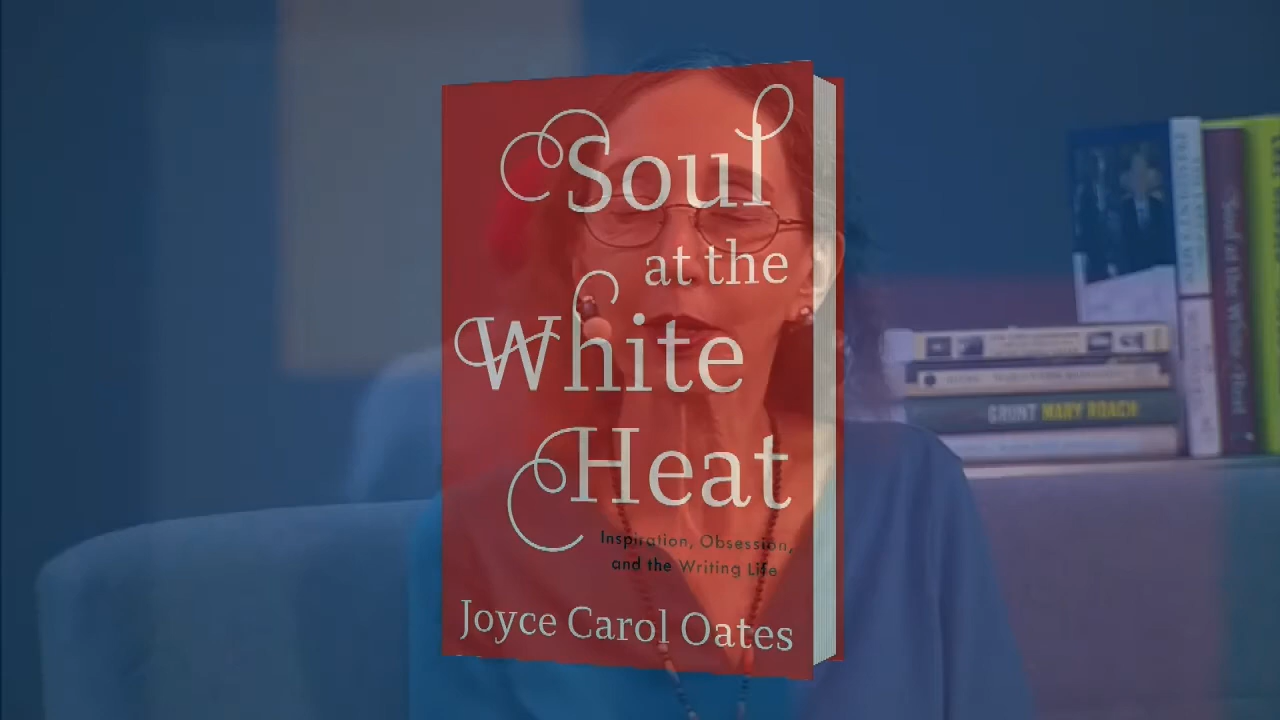 Soul
at the
White
Heat
Inspiration, Obsession,
and the Writing Life
Joyce Carol Oates
GRUNT MARY ROACH
Soul at the White Heat